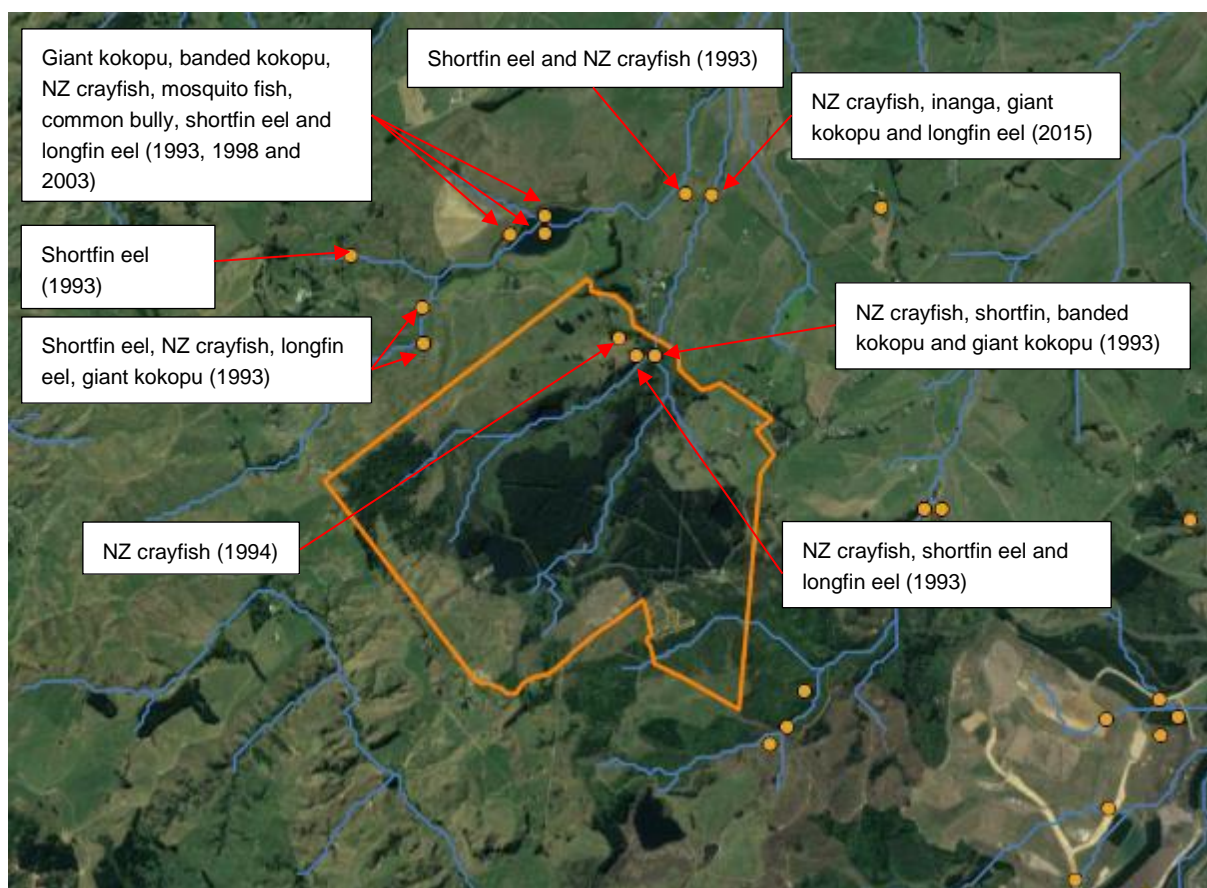 Giant kokopu, banded kokopu,
NZ crayfish, mosquito fish,
common bully, shortfin eel and
longfin eel (1993, 1998 and
2003)
Shortfin eel and NZ crayfish (1993)
NZ crayfish, inanga, giant
kokopu and longfin eel (2015)
Shortfin eel
(1993)
Shortfin eel, NZ crayfish, longfin
eel, giant kokopu (1993)
NZ crayfish, shortfin, banded
kokopu and giant kokopu (1993)
NZ crayfish (1994)
NZ crayfish, shortfin eel and
longfin eel (1993)